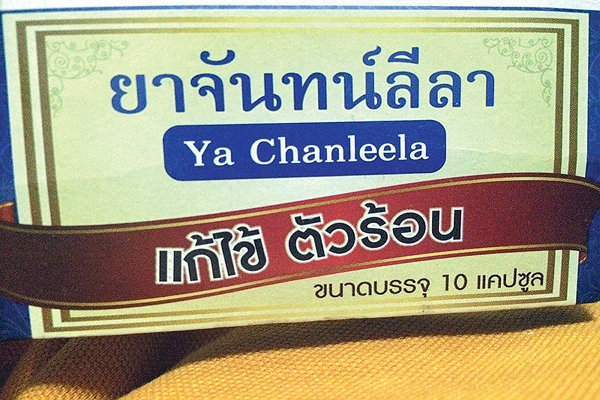 ยาจันทน์ลีลา
Ya Chanleela
แก้ไข้ ตัวร้อน
ขนาดบรรจุ 10 แคปซูล